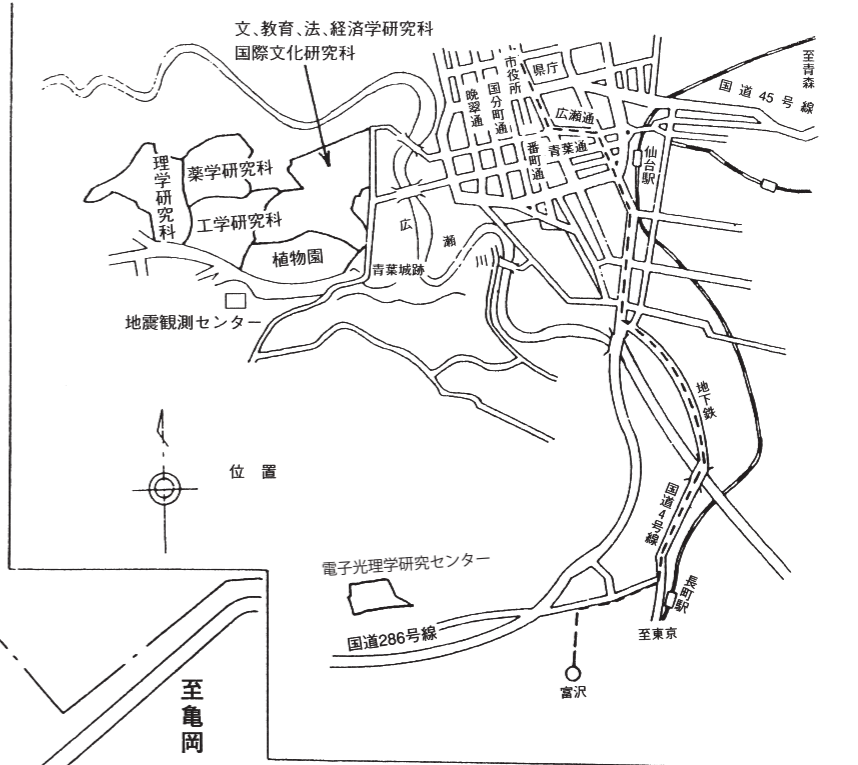 文、教育、法、経済学研究科
国際文化研究科
至青森
国道45号線
県庁
市役所
国分町通
晩翠通
広瀬通
青葉通
番町通
仙台駅
理学研究科
薬学研究科
工学研究科
植物園
青葉城跡
広瀬川
地震観測センター
地下鉄
位置
国道4号線
電子光理学研究センター
長町駅
国道286号線
至東京
富沢
至亀岡